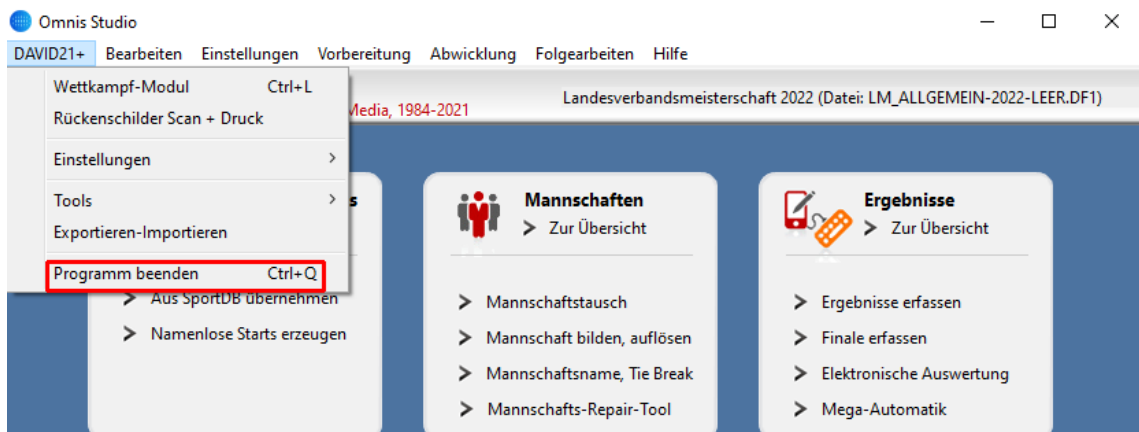 Omnis Studio
DAVID21+ Bearbeiten Einstellungen Vorbereitung Abwicklung Folgearbeiten Hilfe
Wettkampf-Modul Ctrl+L
Rückenschilder Scan + Druck
Einstellungen
Tools
Exportieren-Importieren
Programm beenden Ctrl+Q
Media, 1984-2021
Landesverbandsmeisterschaft 2022 (Datei: LM_ALLGEMEIN-2022-LEER.DF1)
s
Aus SportDB übernehmen
Namenlose Starts erzeugen
Mannschaften
Zur Übersicht
Mannschaftstausch
Mannschaft bilden, auflösen
Mannschaftsname, Tie Break
Mannschafts-Repair-Tool
Ergebnisse
Zur Übersicht
Ergebnisse erfassen
Finale erfassen
Elektronische Auswertung
Mega-Automatik